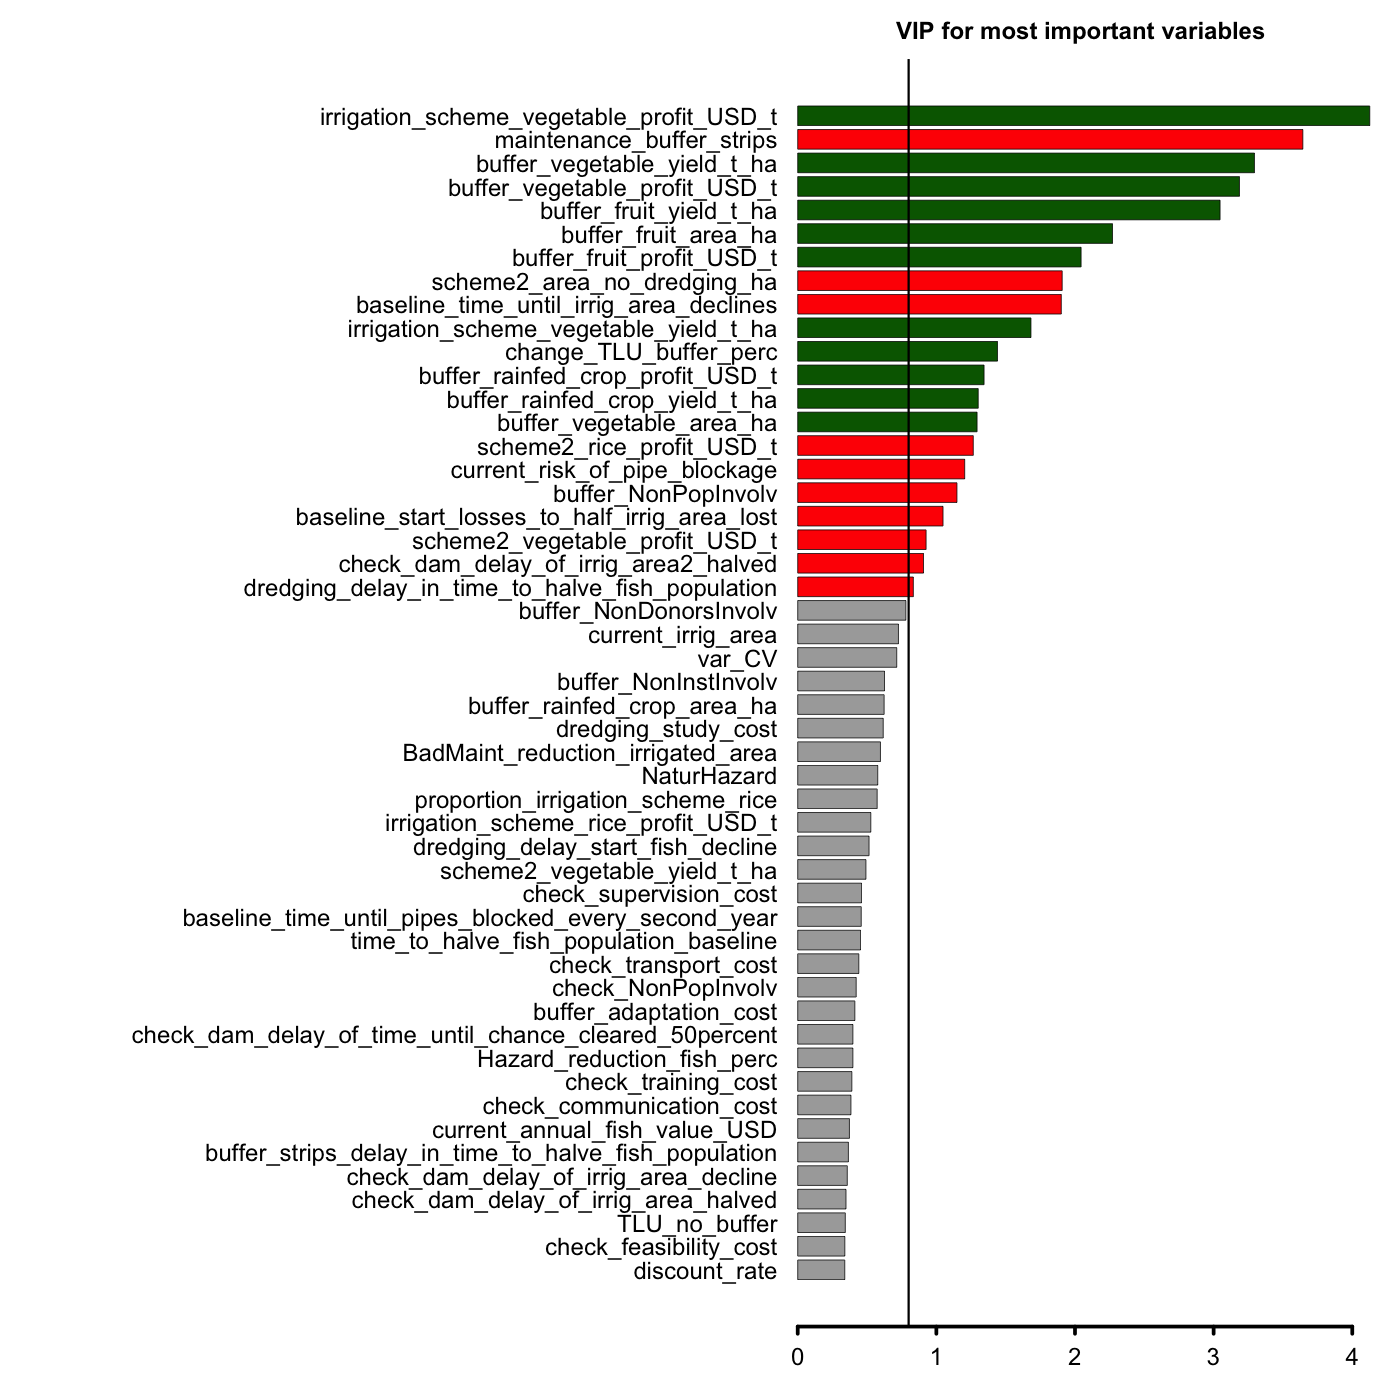 VIP for most important variables
irrigation_scheme_vegetable_profit_USD_t
maintenance_buffer_strips
buffer_vegetable_yield_t_ha
buffer_vegetable_profit_USD_t
buffer_fruit_yield_t_ha
buffer_fruit_area_ha
buffer_fruit_profit_USD_t
scheme2_area_no_dredging_ha
baseline_time_until_irrig_area_declines
irrigation_scheme_vegetable_yield_t_ha
change_TLU_buffer_perc
buffer_rainfed_crop_profit_USD_t
buffer_rainfed_crop_yield_t_ha
buffer_vegetable_area_ha
scheme2_rice_profit_USD_t
current_risk_of_pipe_blockage
buffer_NonPopInvolv
baseline_start_losses_to_half_irrig_area_lost
scheme2_vegetable_profit_USD_t
check_dam_delay_of_irrig_area2_halved
dredging_delay_in_time_to_halve_fish_population
buffer_NonDonorsInvolv
current_irrig_area
var_CV
buffer_NonInstInvolv
buffer_rainfed_crop_area_ha
dredging_study_cost
BadMaint_reduction_irrigated_area
NaturHazard
proportion_irrigation_scheme_rice
irrigation_scheme_rice_profit_USD_t
dredging_delay_start_fish_decline
scheme2_vegetable_yield_t_ha
check_supervision_cost
baseline_time_until_pipes_blocked_every_second_year
time_to_halve_fish_population_baseline
check_transport_cost
check_NonPopInvolv
buffer_adaptation_cost
check_dam_delay_of_time_until_chance_cleared_50percent
Hazard_reduction_fish_perc
check_training_cost
check_communication_cost
current_annual_fish_value_USD
buffer_strips_delay_in_time_to_halve_fish_population
check_dam_delay_of_irrig_area_decline
check_dam_delay_of_irrig_area_halved
TLU_no_buffer
check_feasibility_cost
discount_rate
0 1 2 3 4